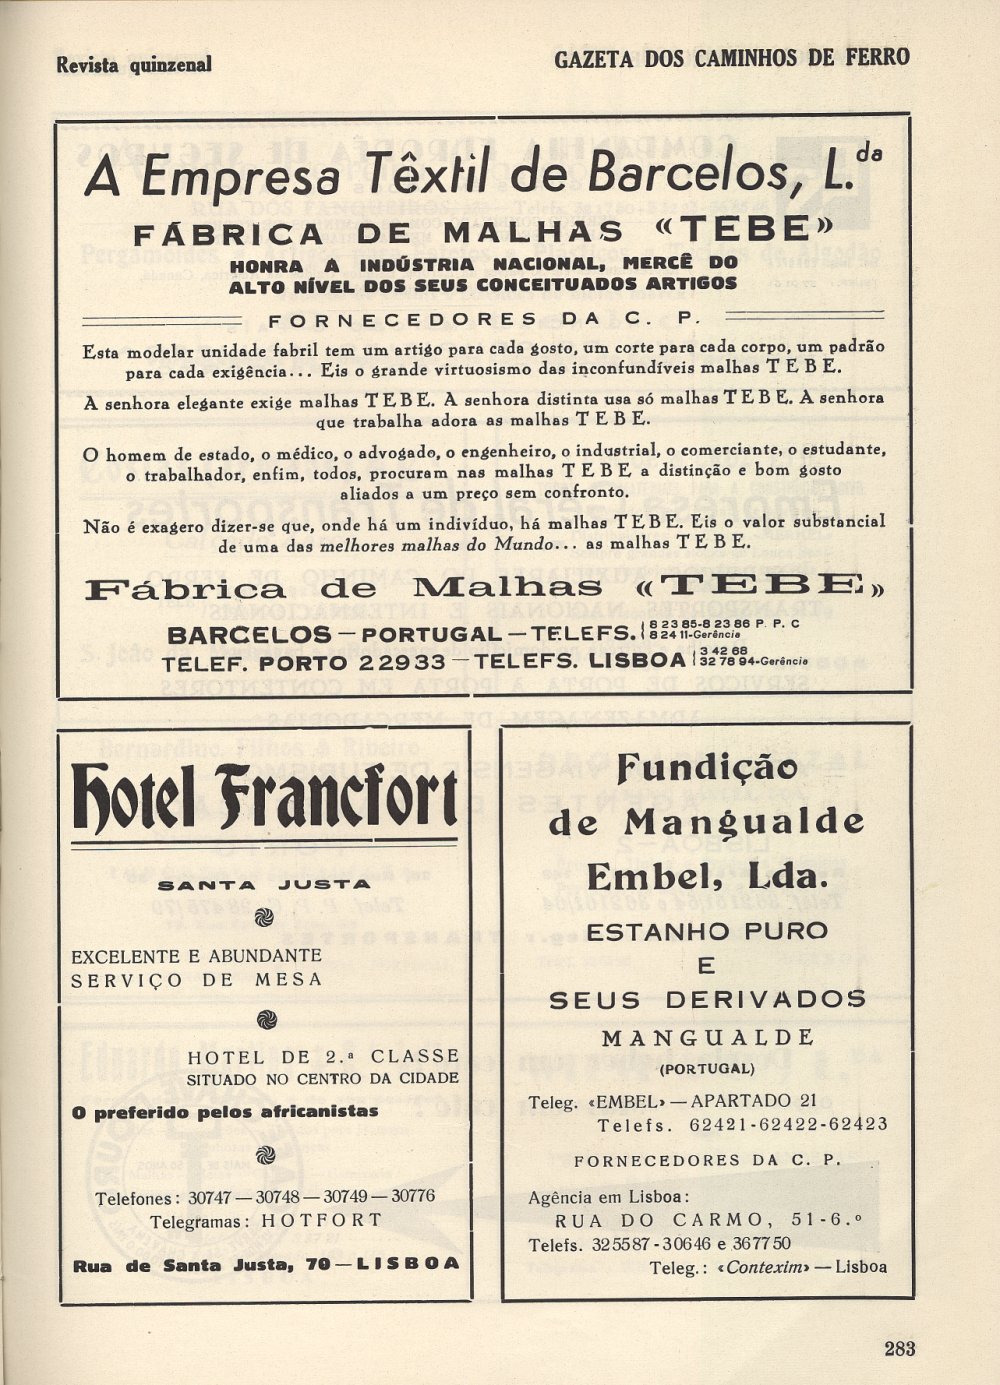 Revista quinzenal
GAZETA DOS CAMINHOS DE FERRO
A Empresa Têxtil de Barcelos, L.da
FÁBRICA DE MALHAS «TEBE»
HONRA A INDÚSTRIA NACIONAL, MERCÊ DO
ALTO NÍVEL DOS SEUS CONCEITUADOS ARTIGOS
FORNECEDORES DA C. P.
Esta modelar unidade fabril tem um artigo para cada gosto, um corte para cada corpo, um padrão
para cada exigência... Eis o grande virtuosismo das inconfundíveis malhas TEBE.
A senhora elegante exige malhas TEBE. A senhora distinta usa só malhas TEBE. A senhora
que trabalha adora as malhas TEBE.
O homem de estado, o médico, o advogado, o engenheiro, o industrial, o comerciante, o estudante,
o trabalhador, enfim, todos, procuram nas malhas TEBE a distinção e bom gosto
aliados a um preço sem confronto.
Não é exagero dizer-se que, onde há um indivíduo, há malhas TEBE. Eis o valor substancial
de uma das melhores malhas do Mundo... as malhas TEBE.
Fábrica de Malhas «TEBE»
BARCELOS — PORTUGAL — TELEFS. 8 23 85-8 23 86 P. P. C
8 24 11-Gerência
TELEF. PORTO 22933 — TELEFS. LISBOA 3 42 68
32 78 94-Gerência
Hotel Francfort
SANTA JUSTA
EXCELENTE E ABUNDANTE
SERVIÇO DE MESA
HOTEL DE 2.ª CLASSE
SITUADO NO CENTRO DA CIDADE
O preferido pelos africanistas
Telefones: 30747 — 30748 — 30749 — 30776
Telegramas: HOTFORT
Rua de Santa Justa, 70 — LISBOA
Fundição
de Mangualde
Embel, Lda.
ESTANHO PURO
E
SEUS DERIVADOS
MANGUALDE
(PORTUGAL)
Teleg. «EMBEL» — APARTADO 21
Telefs. 62421-62422-62423
FORNECEDORES DA C. P.
Agência em Lisboa:
RUA DO CARMO, 51-6.º
Telefs. 325587-30646 e 367750
Teleg.: «Contexim» — Lisboa
283